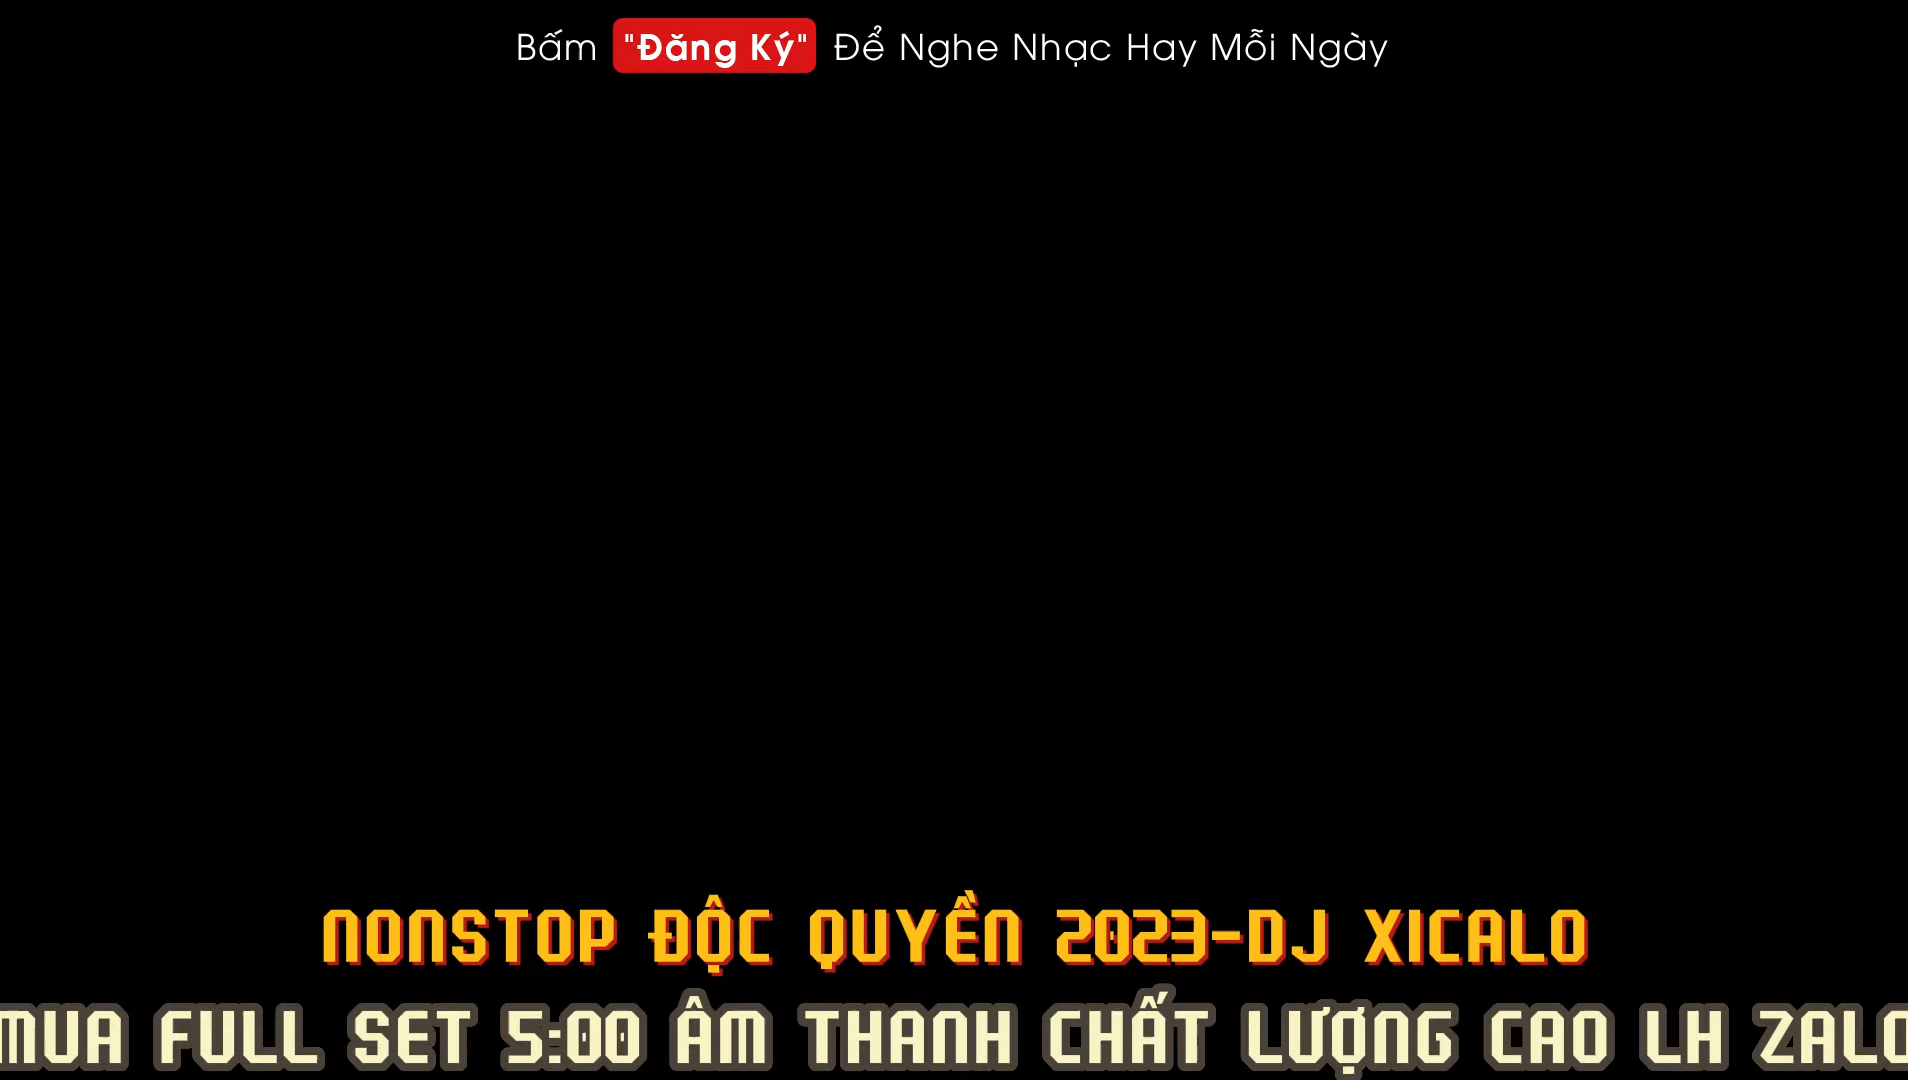 Bấm "Đăng Ký" Để Nghe Nhạc Hay Mỗi Ngày
NONSTOP ĐỘC QUYỀN 2023-DJ XICALO
MUA FULL SET 5:00 ÂM THANH CHẤT LƯỢNG CAO LH ZALO